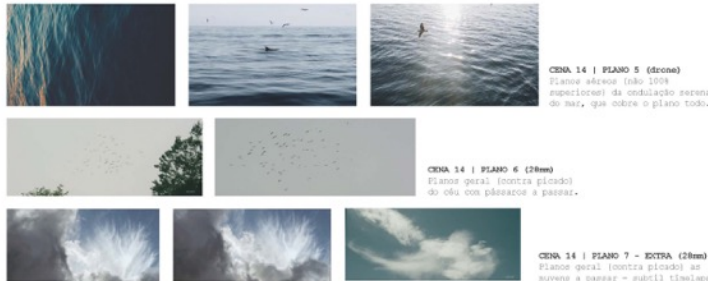 CENA 14 | PLANO 5 (drone)
Planos aéreos (não 100%
superiores) da ondulação serena
do mar, que cobre o plano todo.
CENA 14 | PLANO 6 (28mm)
Planos geral (contra picado)
do céu com pássaros a passar.
CENA 14 | PLANO 7 - EXTRA (28mm)
Planos geral (contra picado) as
nuvens a passar - subtil timelaps